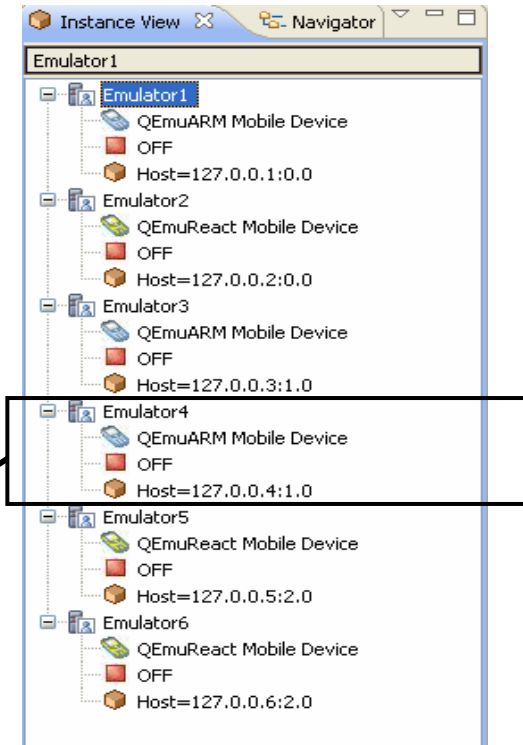 Instance View Navigator
Emulator1
Emulator1
QEmuARM Mobile Device
OFF
Host=127.0.0.1:0.0
Emulator2
QEmuReact Mobile Device
OFF
Host=127.0.0.2:0.0
Emulator3
QEmuARM Mobile Device
OFF
Host=127.0.0.3:1.0
Emulator4
QEmuARM Mobile Device
OFF
Host=127.0.0.4:1.0
Emulator5
QEmuReact Mobile Device
OFF
Host=127.0.0.5:2.0
Emulator6
QEmuReact Mobile Device
OFF
Host=127.0.0.6:2.0